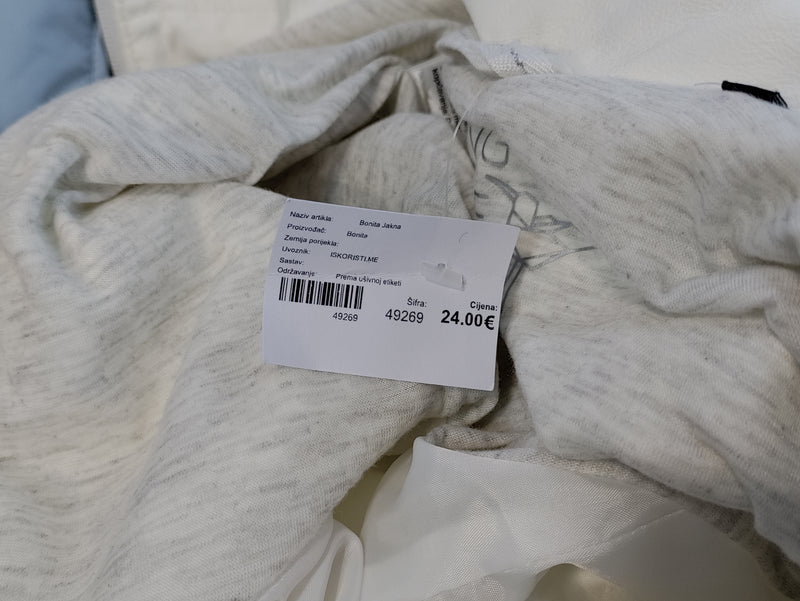 Naziv artikla: Bonita Jakna
Proizvođač: Bonita
Zemlja porijekla:
Uvoznik: ISKORISTI.ME
Sastav:
Održavanje: Prema ušivnoj etiketi
Šifra: Cijena:
49269 49269 24.00€
NG